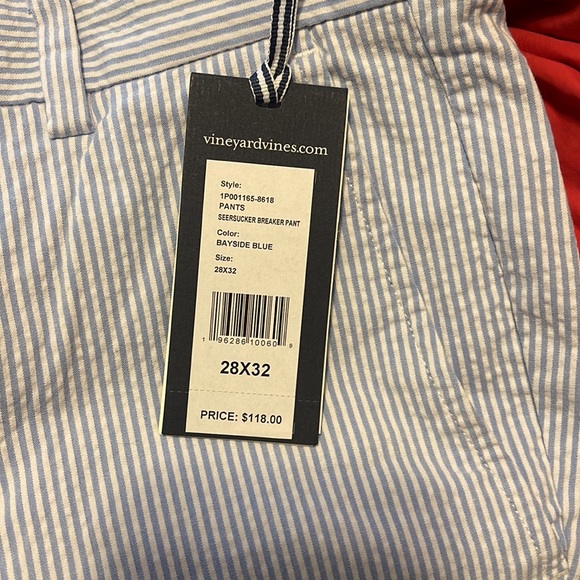 vineyardvines.com
Style:
1P001165-8618
PANTS
SEERSUCKER BREAKER PANT
Color:
BAYSIDE BLUE
Size:
28X32
1 96286 10060 9
28X32
PRICE: $118.00